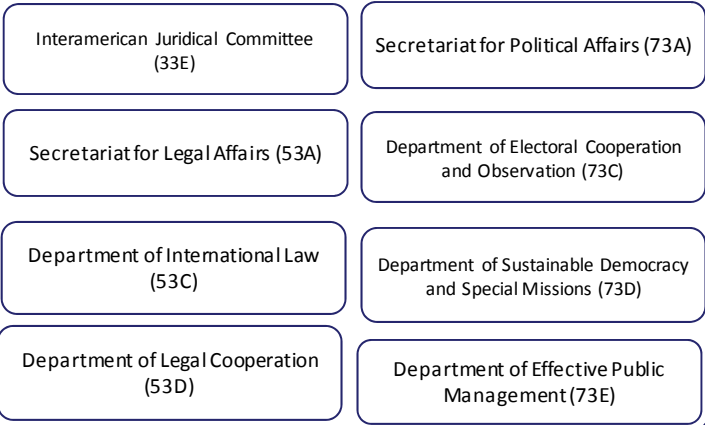 Interamerican Juridical Committee
(33E)
Secretariat for Legal Affairs (53A)
Department of International Law
(53C)
Department of Legal Cooperation
(53D)
Secretariat for Political Affairs (73A)
Department of Electoral Cooperation
and Observation (73C)
Department of Sustainable Democracy
and Special Missions (73D)
Department of Effective Public
Management (73E)